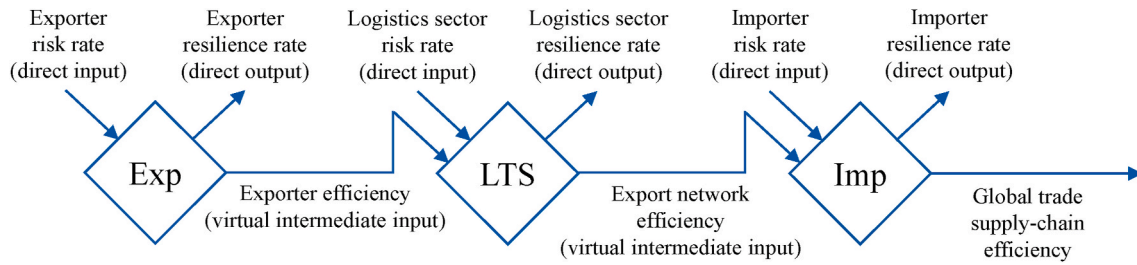 Exporter
risk rate
(direct input)
Exporter
resilience rate
(direct output)
Logistics sector
risk rate
(direct input)
Logistics sector
resilience rate
(direct output)
Importer
risk rate
(direct input)
Importer
resilience rate
(direct output)
Exp
LTS
Imp
Exporter efficiency
(virtual intermediate input)
Export network
efficiency
(virtual intermediate input)
Global trade
supply-chain
efficiency